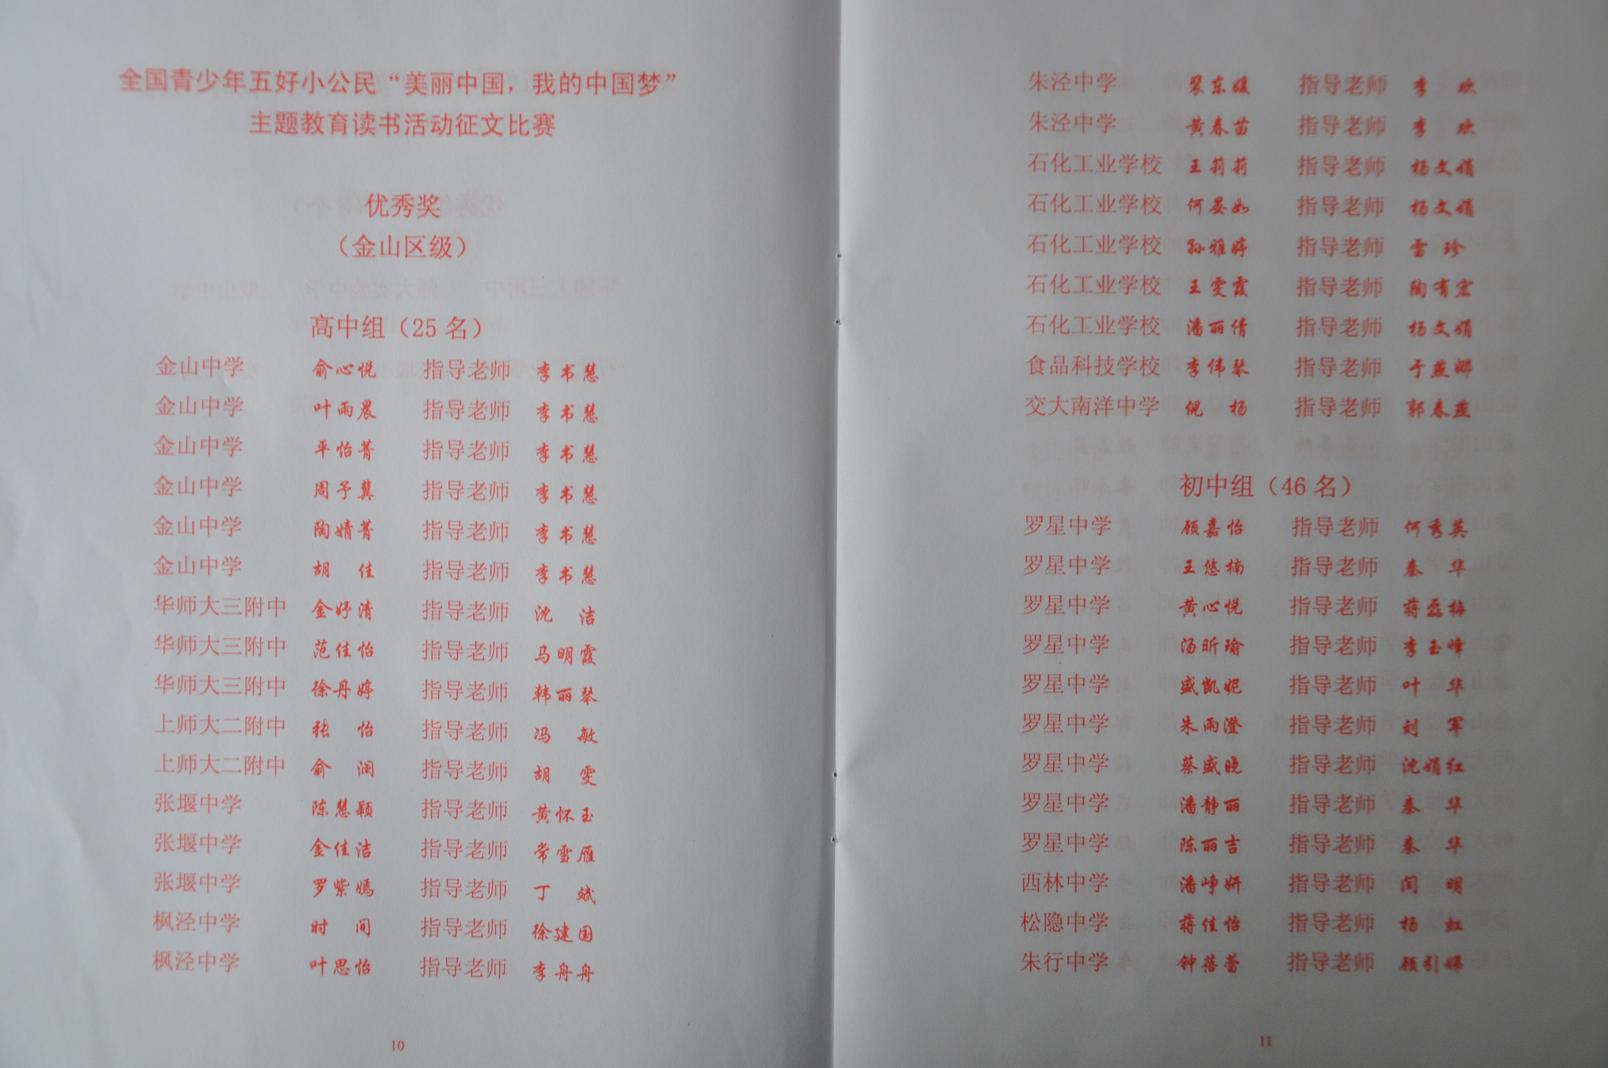 全国青少年五好小公民“美丽中国，我的中国梦”
主题教育读书活动征文比赛
优秀奖
（金山区级）
高中组（25 名）
金山中学 俞心悦 指导老师 李书慧
金山中学 叶雨晨 指导老师 李书慧
金山中学 平怡菁 指导老师 李书慧
金山中学 周予冀 指导老师 李书慧
金山中学 陶婧菁 指导老师 李书慧
金山中学 胡 佳 指导老师 李书慧
华师大三附中 金妤清 指导老师 沈 洁
华师大三附中 范佳怡 指导老师 马明霞
华师大三附中 徐丹婷 指导老师 韩丽琴
上师大二附中 张 怡 指导老师 冯 敏
上师大二附中 俞 澜 指导老师 胡 雯
张堰中学 陈慧颖 指导老师 黄怀玉
张堰中学 金佳洁 指导老师 常雪雁
张堰中学 罗紫嫣 指导老师 丁 斌
枫泾中学 时 间 指导老师 徐建国
枫泾中学 叶思怡 指导老师 李舟舟
10
朱泾中学 裴东媛 指导老师 李 欢
朱泾中学 黄春苗 指导老师 李 欢
石化工业学校 王莉莉 指导老师 杨文娟
石化工业学校 何晏如 指导老师 杨文娟
石化工业学校 孙雅婷 指导老师 雷 珍
石化工业学校 王雯霞 指导老师 陶有宏
石化工业学校 潘丽倩 指导老师 杨文娟
食品科技学校 李伟琴 指导老师 于燕娜
交大南洋中学 倪 杨 指导老师 郭春燕
初中组（46 名）
罗星中学 顾嘉怡 指导老师 何秀英
罗星中学 王悠楠 指导老师 秦 华
罗星中学 黄心悦 指导老师 蒋磊梅
罗星中学 汤昕瑜 指导老师 李玉峰
罗星中学 盛凯妮 指导老师 叶 华
罗星中学 朱雨澄 指导老师 刘 军
罗星中学 蔡盛晓 指导老师 沈娟红
罗星中学 潘静丽 指导老师 秦 华
罗星中学 陈丽吉 指导老师 秦 华
西林中学 潘峥妍 指导老师 闵 明
松隐中学 蒋佳怡 指导老师 杨 虹
朱行中学 钟蓓蕾 指导老师 顾引娣
11